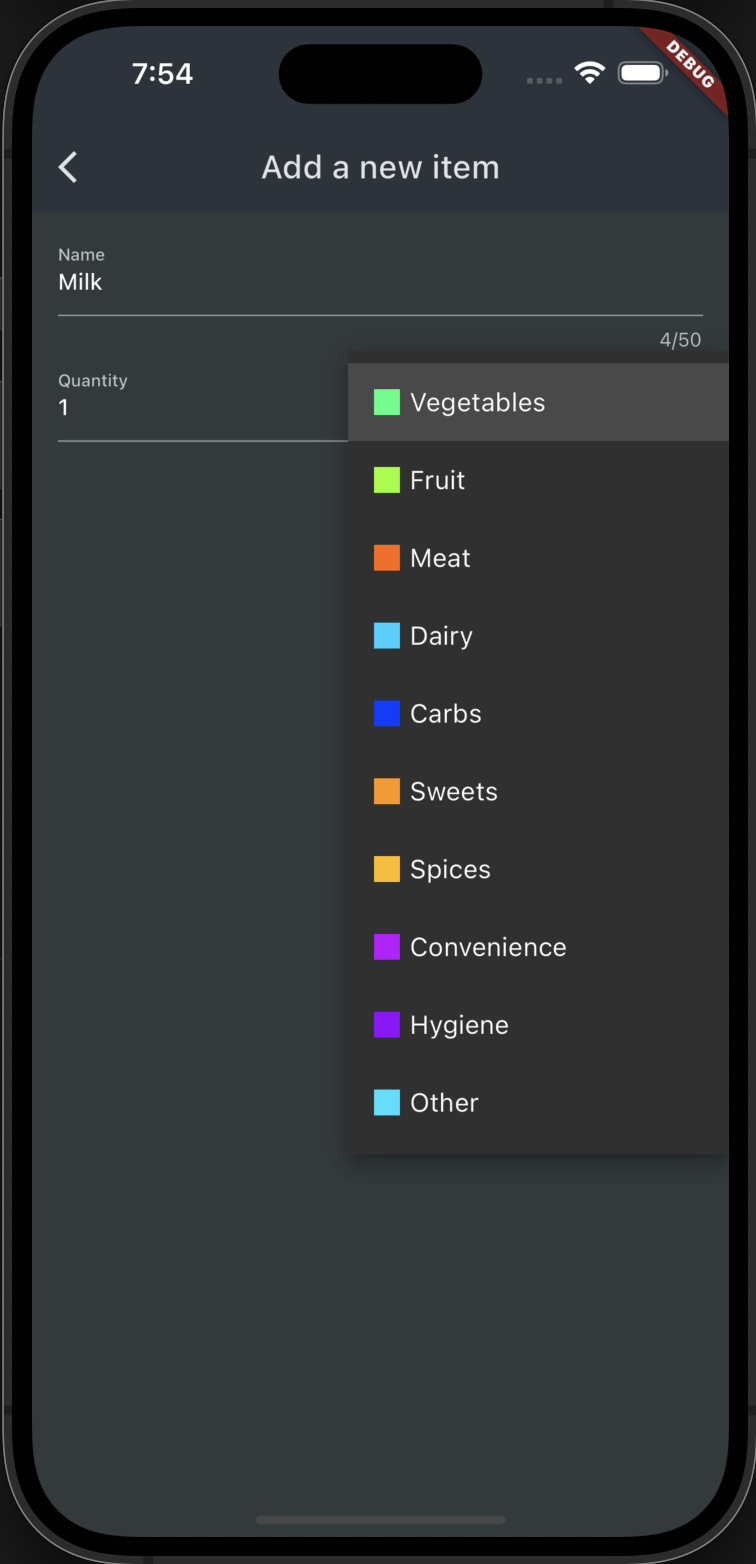 7:54
DEBUG
Add a new item
Name
Milk
4/50
Quantity
1
Vegetables
Fruit
Meat
Dairy
Carbs
Sweets
Spices
Convenience
Hygiene
Other